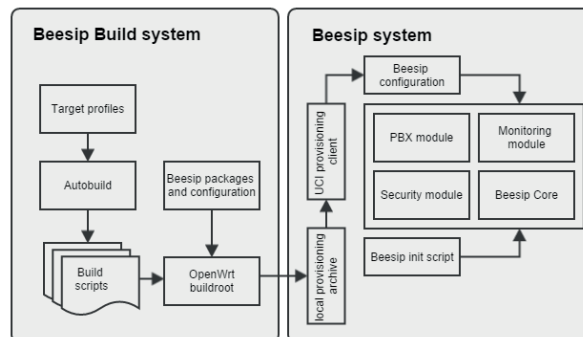 Beesip Build system
Target profiles
Autobuild
Build
scripts
Beesip packages
and configuration
OpenWrt
buildroot
Beesip system
Beesip
configuration
UCI provisioning
client
local provisioning
archive
PBX module
Monitoring
module
Security module
Beesip Core
Beesip init script